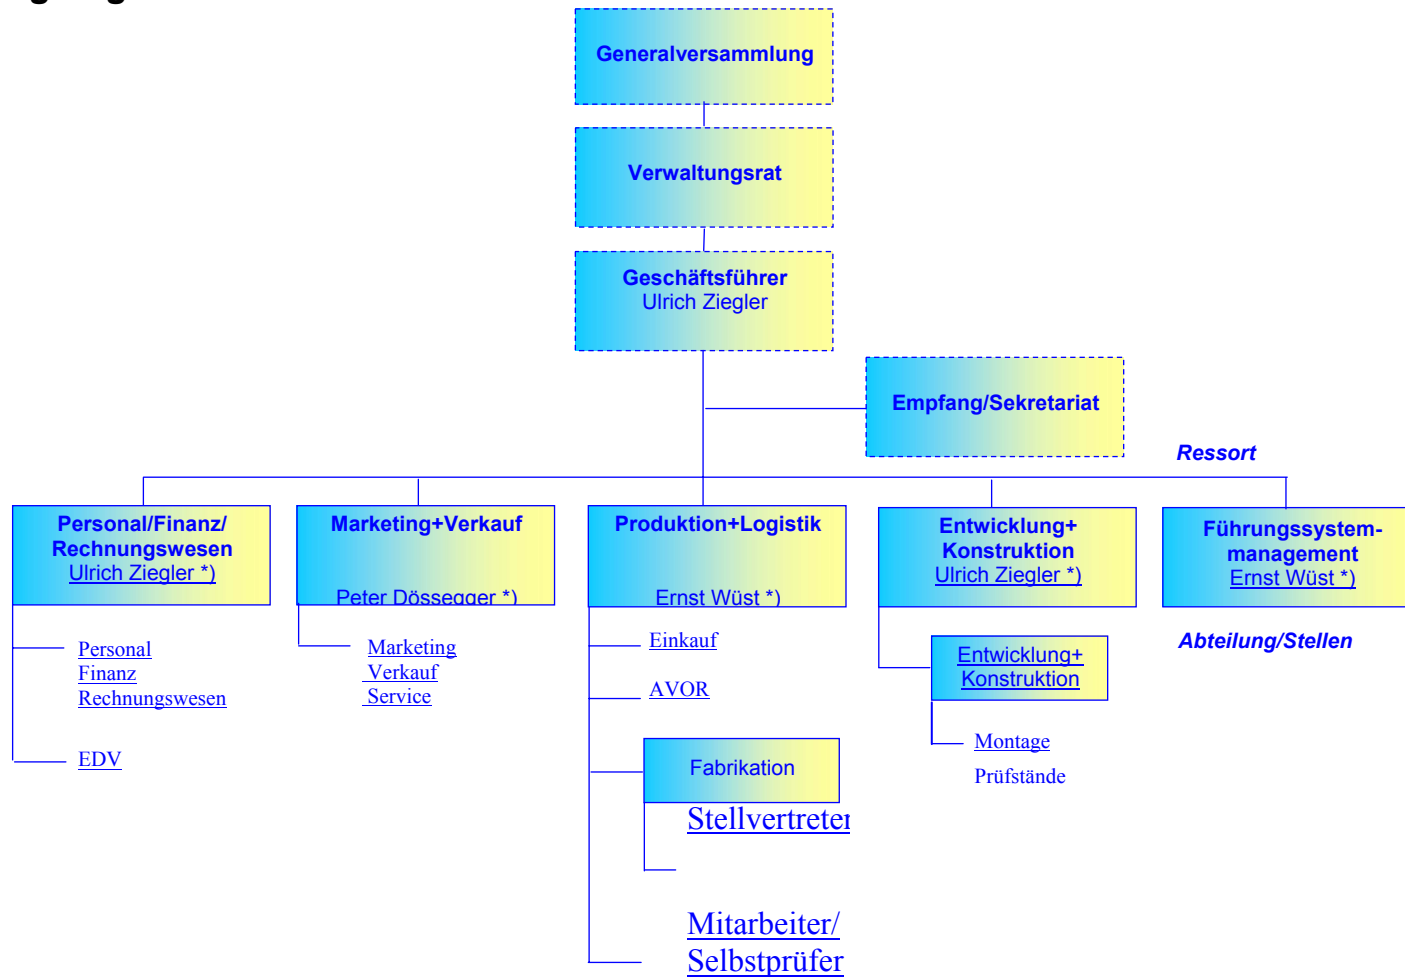 Generalversammlung
Verwaltungsrat
Geschäftsführer
Ulrich Ziegler
Empfang/Sekretariat
Ressort
Personal/Finanz/
Rechnungswesen
Ulrich Ziegler *)
Marketing+Verkauf
Peter Dössegger *)
Produktion+Logistik
Ernst Wüst *)
Entwicklung+
Konstruktion
Ulrich Ziegler *)
Führungssystem-
management
Ernst Wüst *)
Abteilung/Stellen
Personal
Finanz
Rechnungswesen
EDV
Marketing
Verkauf
Service
Einkauf
AVOR
Fabrikation
Stellvertreter
Mitarbeiter/
Selbstprüfer
Entwicklung+
Konstruktion
Montage
Prüfstände